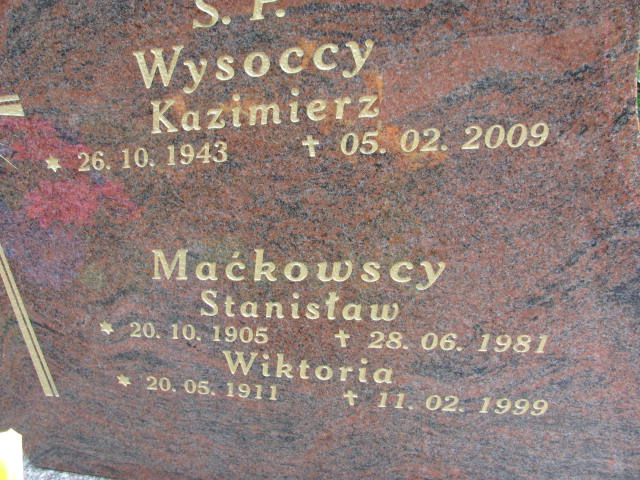 S. P.
Wysoccy
Kazimierz
* 26. 10. 1943 ✝ 05. 02. 2009
Maćkowscy
Stanisław
* 20. 10. 1905 ✝ 28. 06. 1981
Wiktoria
* 20. 05. 1911 ✝ 11. 02. 1999